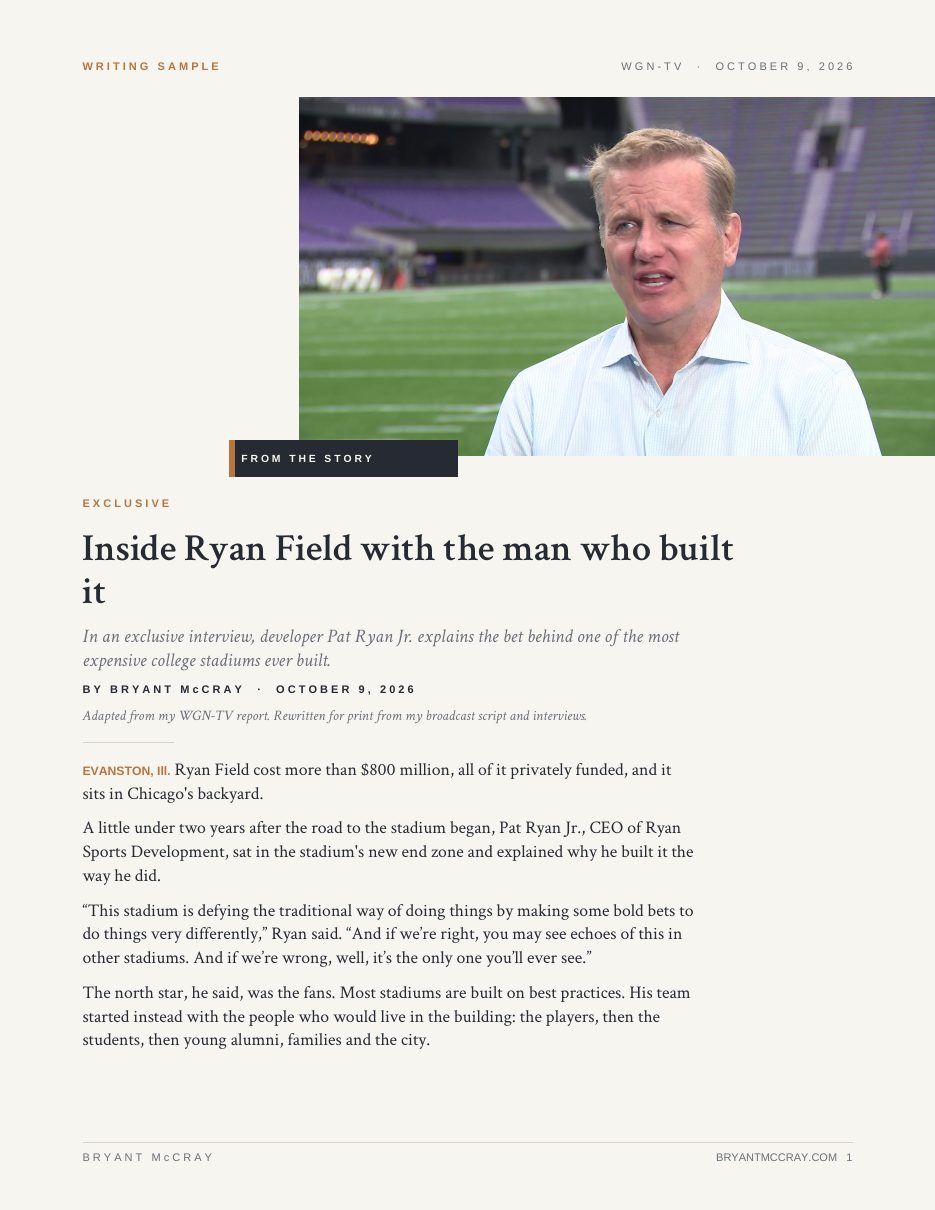 WRITING SAMPLE
WGN-TV · OCTOBER 9, 2026
FROM THE STORY
EXCLUSIVE
Inside Ryan Field with the man who built
it
In an exclusive interview, developer Pat Ryan Jr. explains the bet behind one of the most
expensive college stadiums ever built.
BY BRYANT McCRAY · OCTOBER 9, 2026
Adapted from my WGN-TV report. Rewritten for print from my broadcast script and interviews.
EVANSTON, Ill. Ryan Field cost more than $800 million, all of it privately funded, and it
sits in Chicago's backyard.
A little under two years after the road to the stadium began, Pat Ryan Jr., CEO of Ryan
Sports Development, sat in the stadium's new end zone and explained why he built it the
way he did.
“This stadium is defying the traditional way of doing things by making some bold bets to
do things very differently,” Ryan said. “And if we’re right, you may see echoes of this in
other stadiums. And if we’re wrong, well, it’s the only one you’ll ever see.”
The north star, he said, was the fans. Most stadiums are built on best practices. His team
started instead with the people who would live in the building: the players, then the
students, then young alumni, families and the city.
BRYANT McCRAY
BRYANTMCCRAY.COM 1